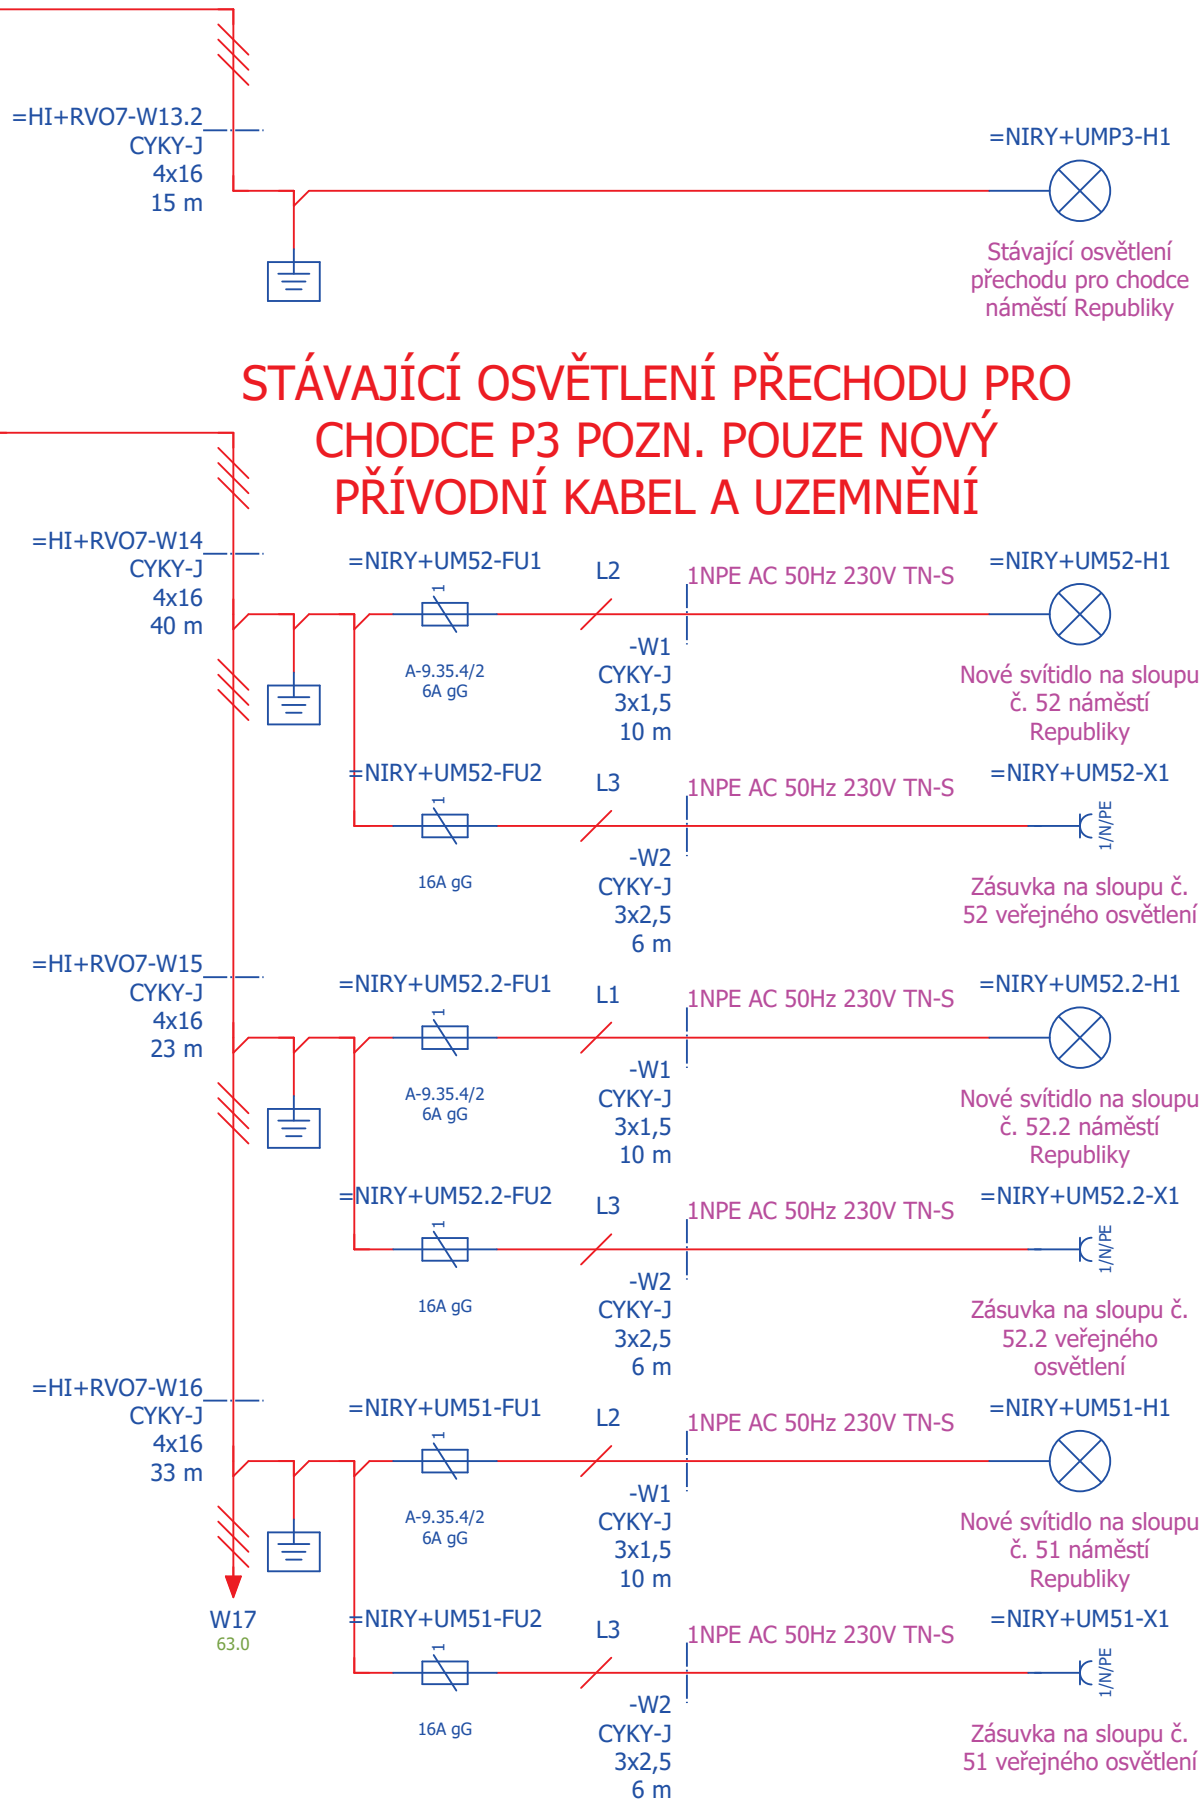 =HI+RVO7-W13.2
CYKY-J
4x16
15 m
=NIRY+UMP3-H1
Stávající osvětlení
přechodu pro chodce
náměstí Republiky
STÁVAJÍCÍ OSVĚTLENÍ PŘECHODU PRO
CHODCE P3 POZN. POUZE NOVÝ
PŘÍVODNÍ KABEL A UZEMNĚNÍ
=HI+RVO7-W14
CYKY-J
4x16
40 m
=NIRY+UM52-FU1
1
A-9.35.4/2
6A gG
L2
1NPE AC 50Hz 230V TN-S
-W1
CYKY-J
3x1,5
10 m
=NIRY+UM52-H1
Nové svítidlo na sloupu
č. 52 náměstí
Republiky
=NIRY+UM52-FU2
1
16A gG
L3
1NPE AC 50Hz 230V TN-S
-W2
CYKY-J
3x2,5
6 m
=NIRY+UM52-X1
1/N/PE
Zásuvka na sloupu č.
52 veřejného osvětlení
=HI+RVO7-W15
CYKY-J
4x16
23 m
=NIRY+UM52.2-FU1
1
A-9.35.4/2
6A gG
L1
1NPE AC 50Hz 230V TN-S
-W1
CYKY-J
3x1,5
10 m
=NIRY+UM52.2-H1
Nové svítidlo na sloupu
č. 52.2 náměstí
Republiky
=NIRY+UM52.2-FU2
1
16A gG
L3
1NPE AC 50Hz 230V TN-S
-W2
CYKY-J
3x2,5
6 m
=NIRY+UM52.2-X1
1/N/PE
Zásuvka na sloupu č.
52.2 veřejného
osvětlení
=HI+RVO7-W16
CYKY-J
4x16
33 m
=NIRY+UM51-FU1
1
A-9.35.4/2
6A gG
L2
1NPE AC 50Hz 230V TN-S
-W1
CYKY-J
3x1,5
10 m
=NIRY+UM51-H1
Nové svítidlo na sloupu
č. 51 náměstí
Republiky
W17
63.0
=NIRY+UM51-FU2
1
16A gG
L3
1NPE AC 50Hz 230V TN-S
-W2
CYKY-J
3x2,5
6 m
=NIRY+UM51-X1
1/N/PE
Zásuvka na sloupu č.
51 veřejného osvětlení